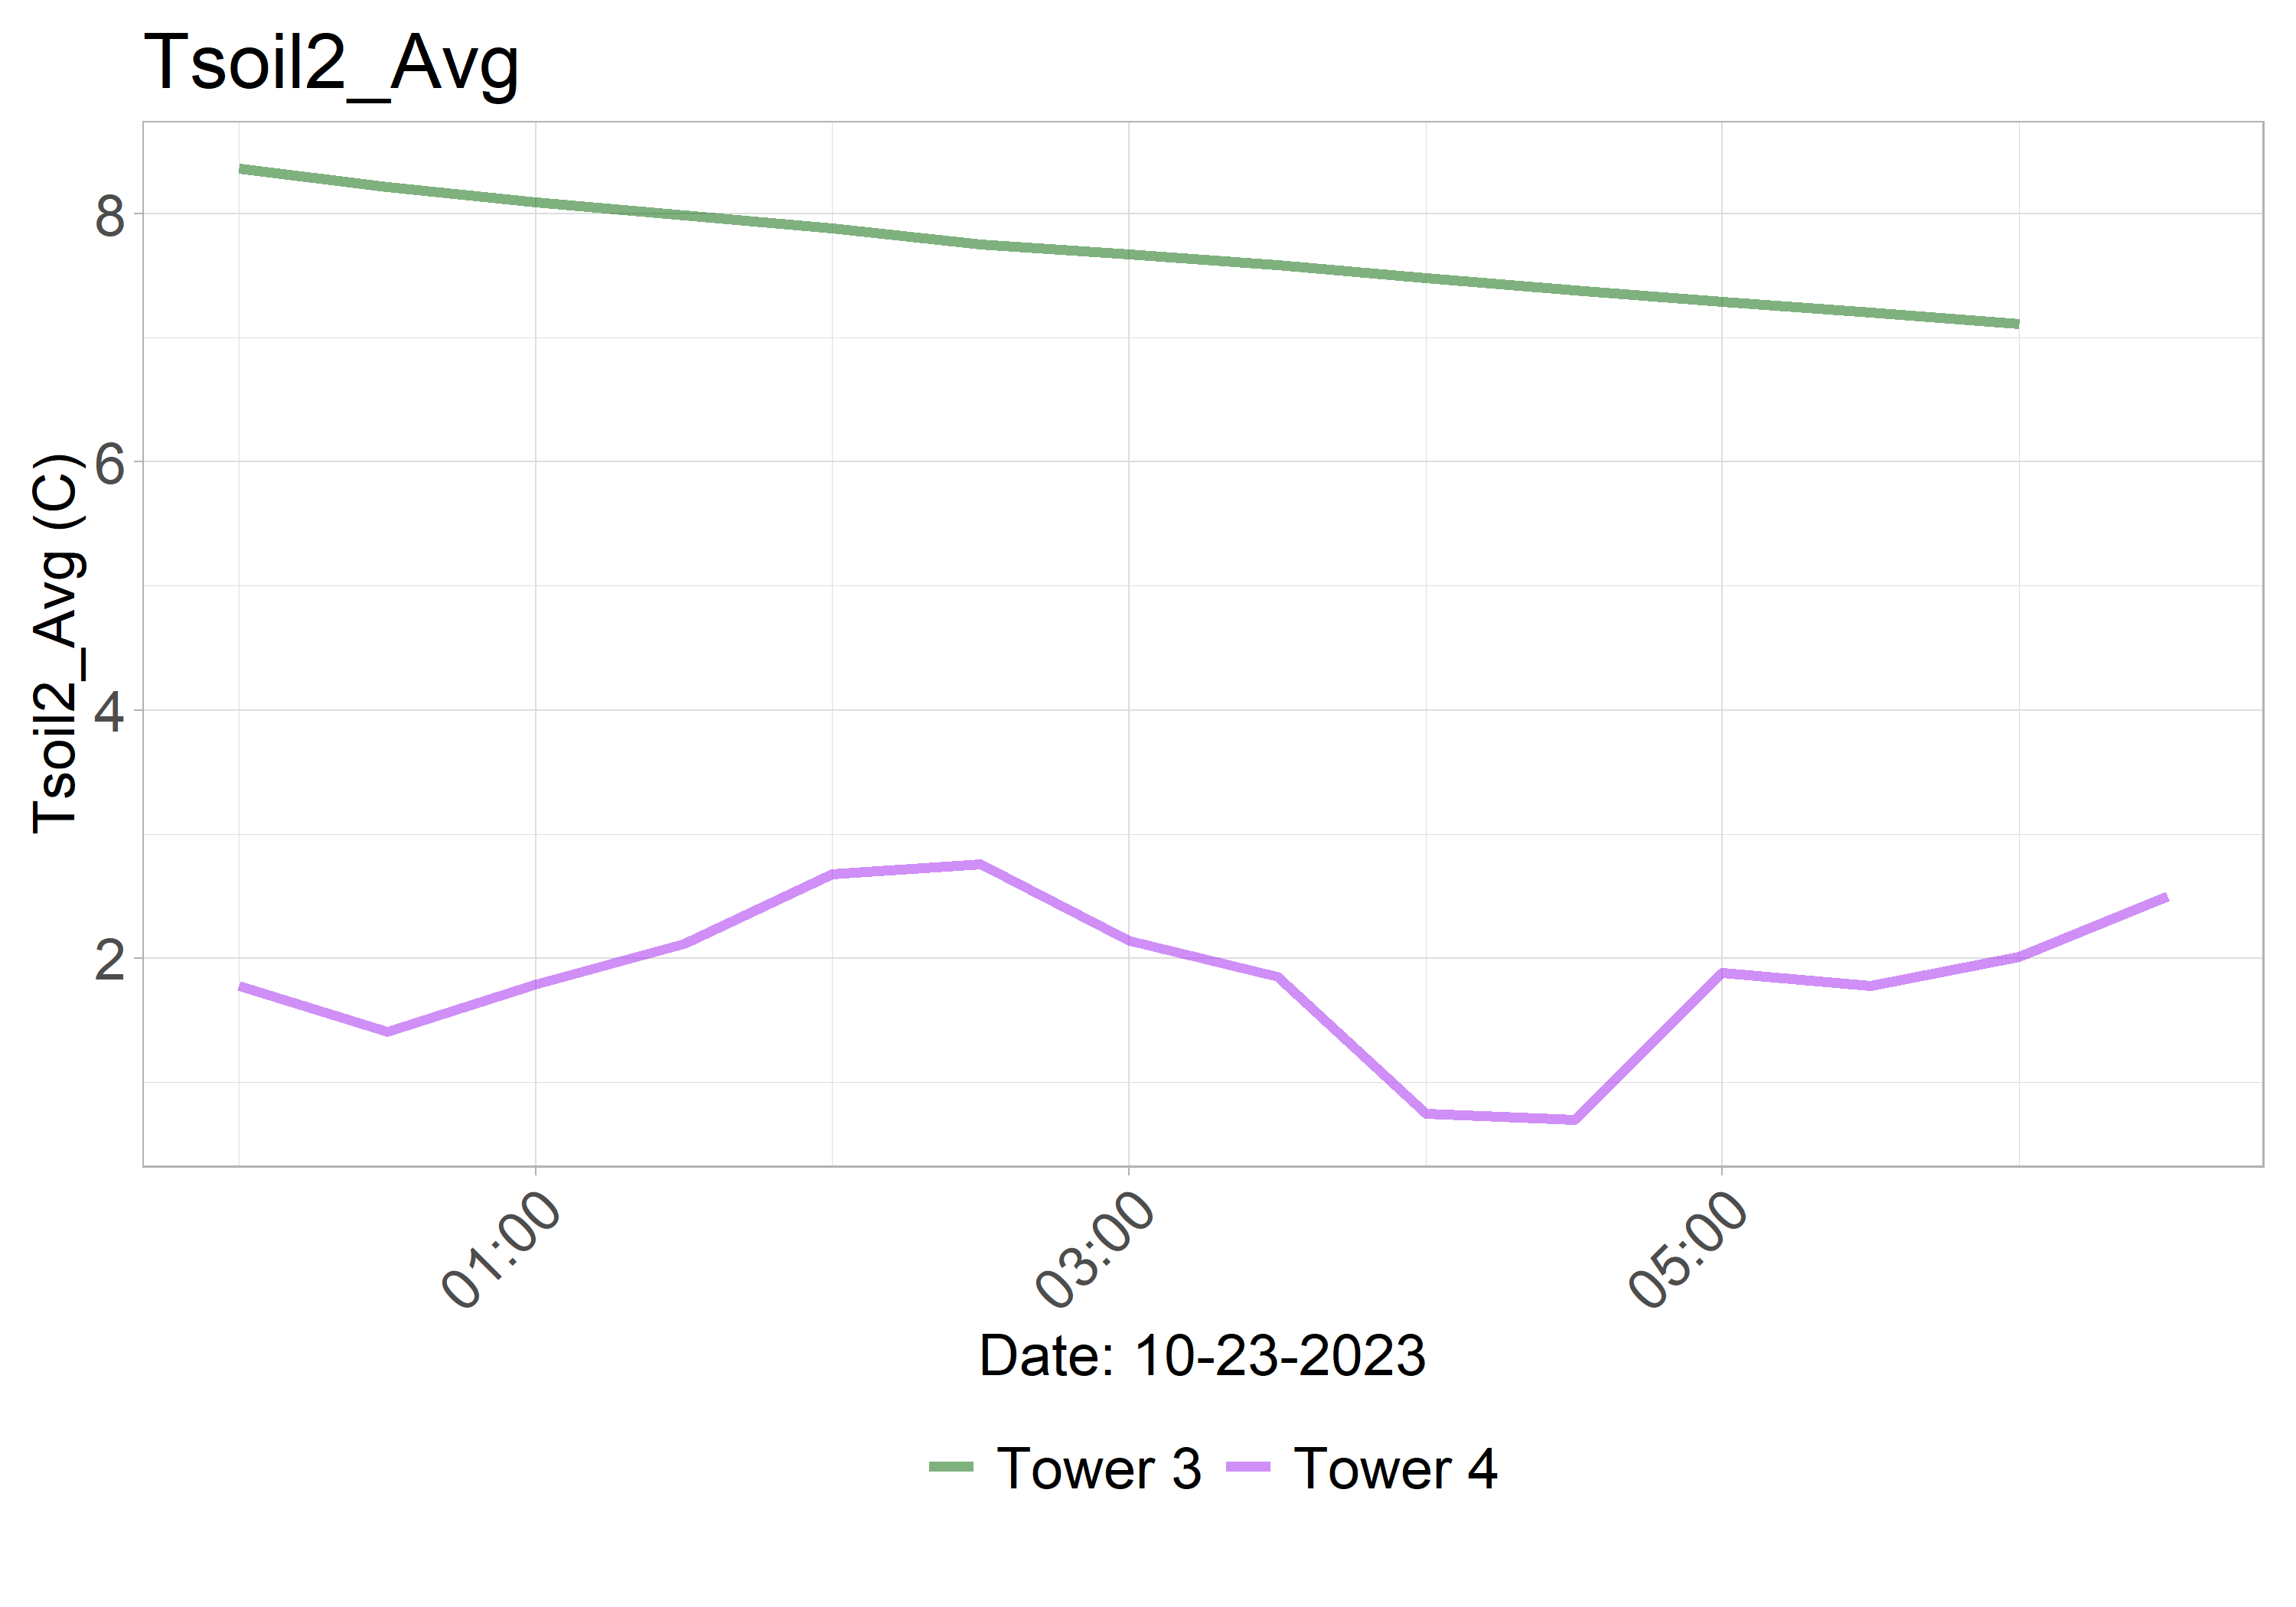 Tsoil2_Avg
Tsoil2_Avg (C)
8
6
4
2
01:00
03:00
05:00
Date: 10-23-2023
Tower 3
Tower 4